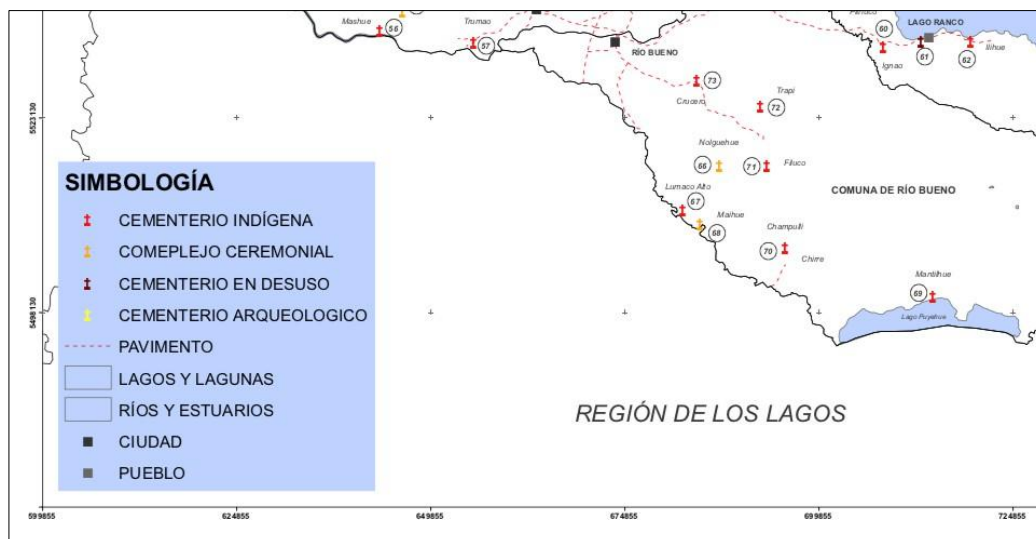 Mashue
56
Trumao
57
RÍO BUENO
60
LAGO RANCO
61
62
Ignao
Ilihue
73
Crucero
Trapi
72
5523130
Nolguehue
66
71
Filuco
Lumaco Alto
67
Maihue
68
COMUNA DE RÍO BUENO
Champulli
70
Chirre
Mantilhue
69
Lago Puyehue
5498130
SIMBOLOGÍA
CEMENTERIO INDÍGENA
COMEPLEJO CEREMONIAL
CEMENTERIO EN DESUSO
CEMENTERIO ARQUEOLOGICO
PAVIMENTO
LAGOS Y LAGUNAS
RÍOS Y ESTUARIOS
CIUDAD
PUEBLO
REGIÓN DE LOS LAGOS
599855
624855
649855
674855
699855
724855